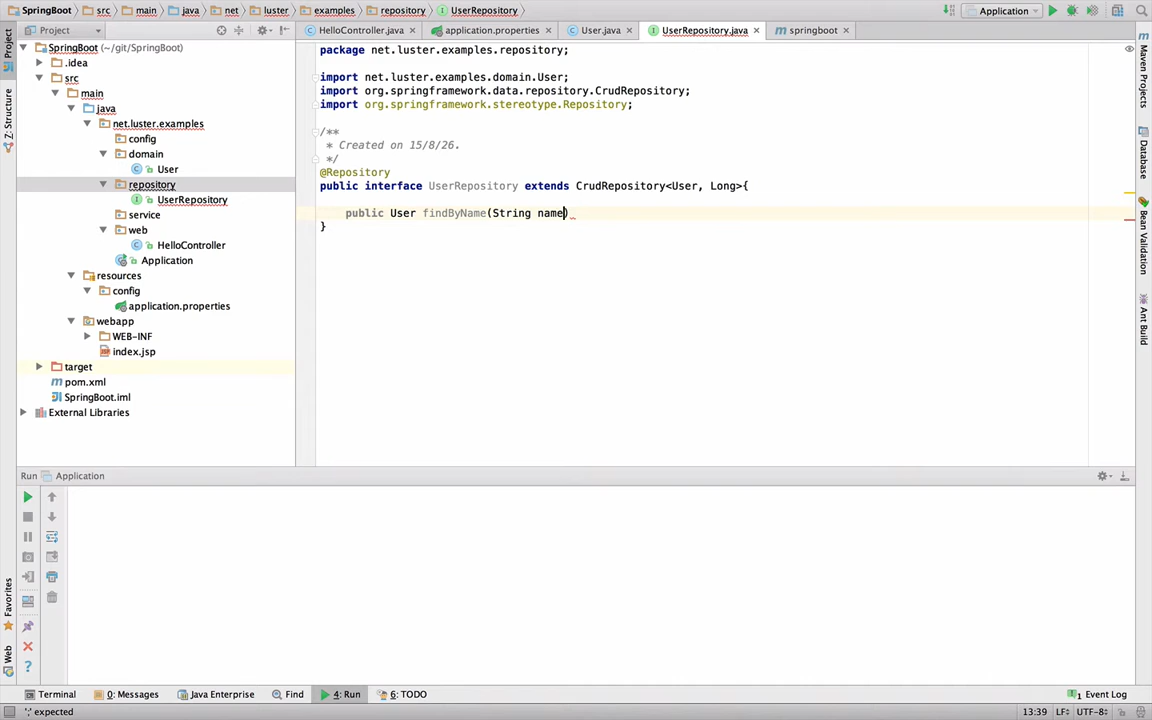 SpringBoot src main java net luster examples repository UserRepository Application
Project
HelloController.java application.properties User.java UserRepository.java springboot
1: Project
Z: Structure
Favorites
Web
SpringBoot (~/git/SpringBoot)
.idea
src
main
java
net.luster.examples
config
domain
User
repository
UserRepository
service
web
HelloController
Application
resources
config
application.properties
webapp
WEB-INF
index.jsp
target
pom.xml
SpringBoot.iml
External Libraries
package net.luster.examples.repository;
import net.luster.examples.domain.User;
import org.springframework.data.repository.CrudRepository;
import org.springframework.stereotype.Repository;
/**
* Created on 15/8/26.
*/
@Repository
public interface UserRepository extends CrudRepository<User, Long>{
public User findByName(String name)
}
Maven Projects
Database
Bean Validation
Ant Build
Run Application
Terminal 0: Messages Java Enterprise Find 4: Run 6: TODO 1 Event Log
';' expected 13:39 LF UTF-8